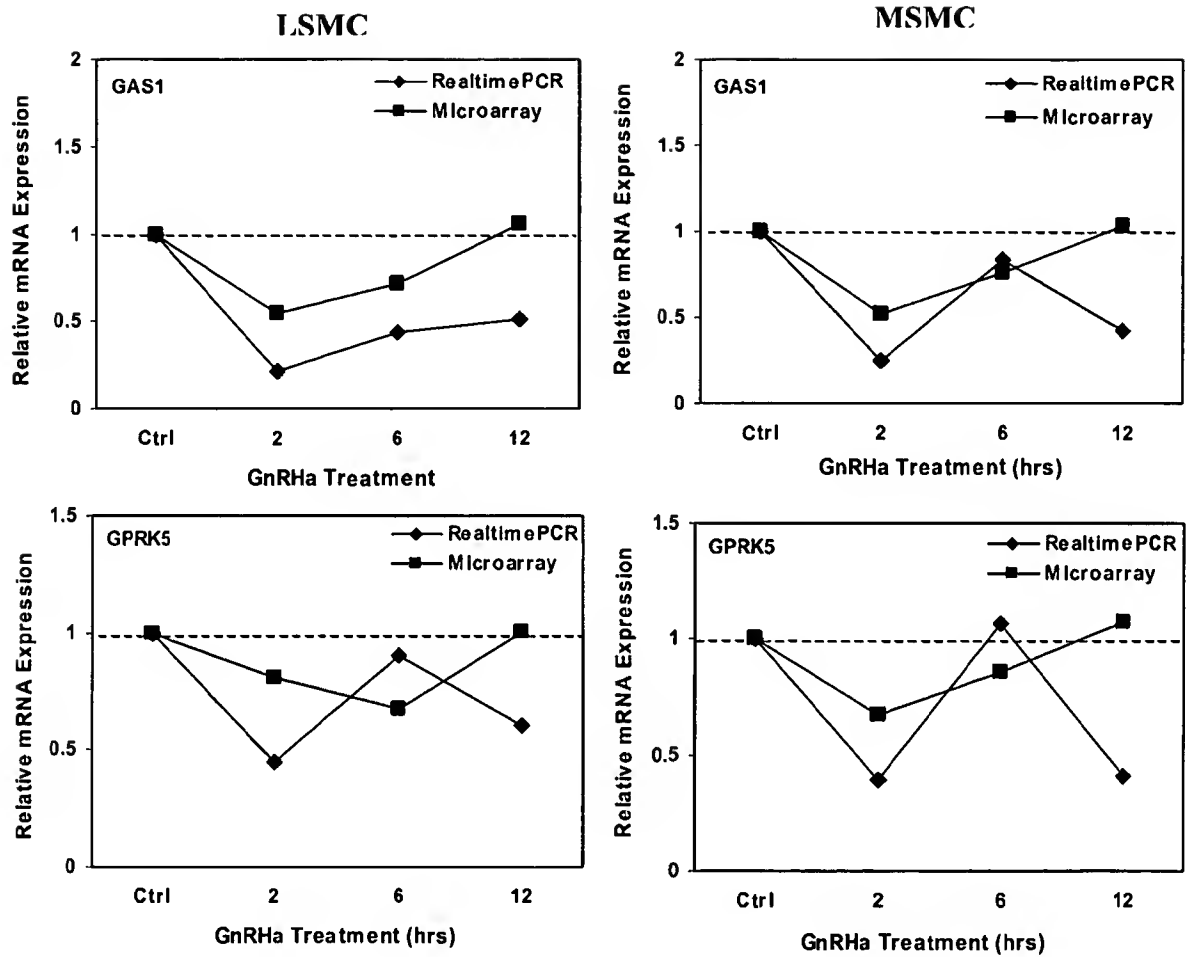 LSMC
MSMC
GAS1
RealtimePCR
MIcroarray
2
1.5
1
0.5
0
Relative mRNA Expression
Ctrl 2 6 12
GnRHa Treatment
GAS1
RealtimePCR
MIcroarray
2
1.5
1
0.5
0
Relative mRNA Expression
Ctrl 2 6 12
GnRHa Treatment (hrs)
GPRK5
RealtimePCR
MIcroarray
1.5
1
0.5
0
Relative mRNA Expression
Ctrl 2 6 12
GnRHa Treatment (hrs)
GPRK5
RealtimePCR
MIcroarray
1.5
1
0.5
0
Relative mRNA Expression
Ctrl 2 6 12
GnRHa Treatment (hrs)